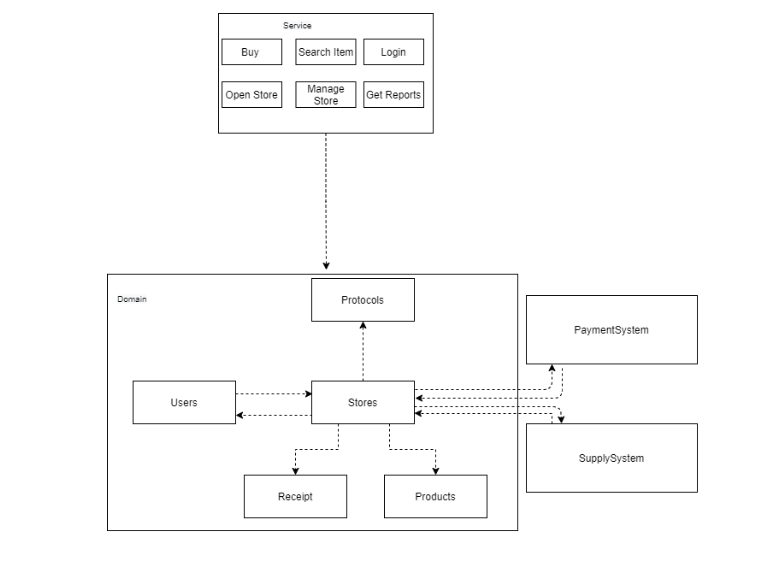 Service
Buy
Search Item
Login
Open Store
Manage
Store
Get Reports
Domain
Protocols
PaymentSystem
Users
Stores
SupplySystem
Receipt
Products